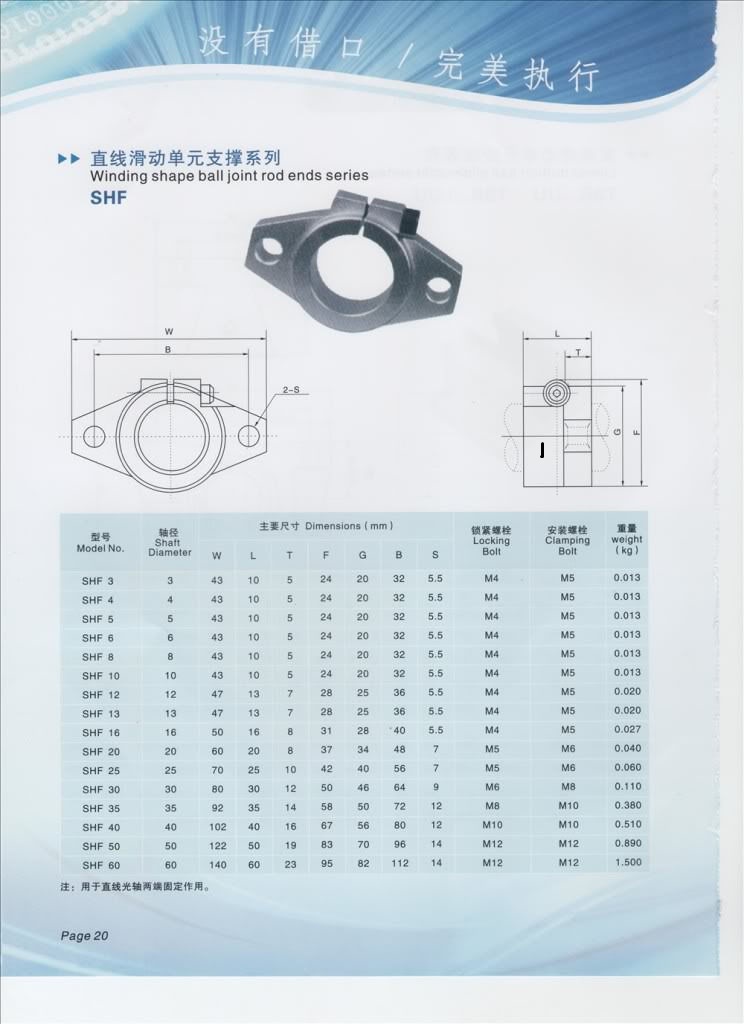 没有借口 / 完美执行
直线滑动单元支撑系列
Winding shape ball joint rod ends series
SHF
W
B
2-S
L
T
G
F
型号 Model No. 轴径 Shaft Diameter 主要尺寸 Dimensions (mm) 锁紧螺栓 Locking Bolt 安装螺栓 Clamping Bolt 重量 weight (kg)
W L T F G B S
SHF 3 3 43 10 5 24 20 32 5.5 M4 M5 0.013
SHF 4 4 43 10 5 24 20 32 5.5 M4 M5 0.013
SHF 5 5 43 10 5 24 20 32 5.5 M4 M5 0.013
SHF 6 6 43 10 5 24 20 32 5.5 M4 M5 0.013
SHF 8 8 43 10 5 24 20 32 5.5 M4 M5 0.013
SHF 10 10 43 10 5 24 20 32 5.5 M4 M5 0.013
SHF 12 12 47 13 7 28 25 36 5.5 M4 M5 0.020
SHF 13 13 47 13 7 28 25 36 5.5 M4 M5 0.020
SHF 16 16 50 16 8 31 28 40 5.5 M4 M5 0.027
SHF 20 20 60 20 8 37 34 48 7 M5 M6 0.040
SHF 25 25 70 25 10 42 40 56 7 M5 M6 0.060
SHF 30 30 80 30 12 50 46 64 9 M6 M8 0.110
SHF 35 35 92 35 14 58 50 72 12 M8 M10 0.380
SHF 40 40 102 40 16 67 56 80 12 M10 M10 0.510
SHF 50 50 122 50 19 83 70 96 14 M12 M12 0.890
SHF 60 60 140 60 23 95 82 112 14 M12 M12 1.500
注：用于直线光轴两端固定作用。
Page 20